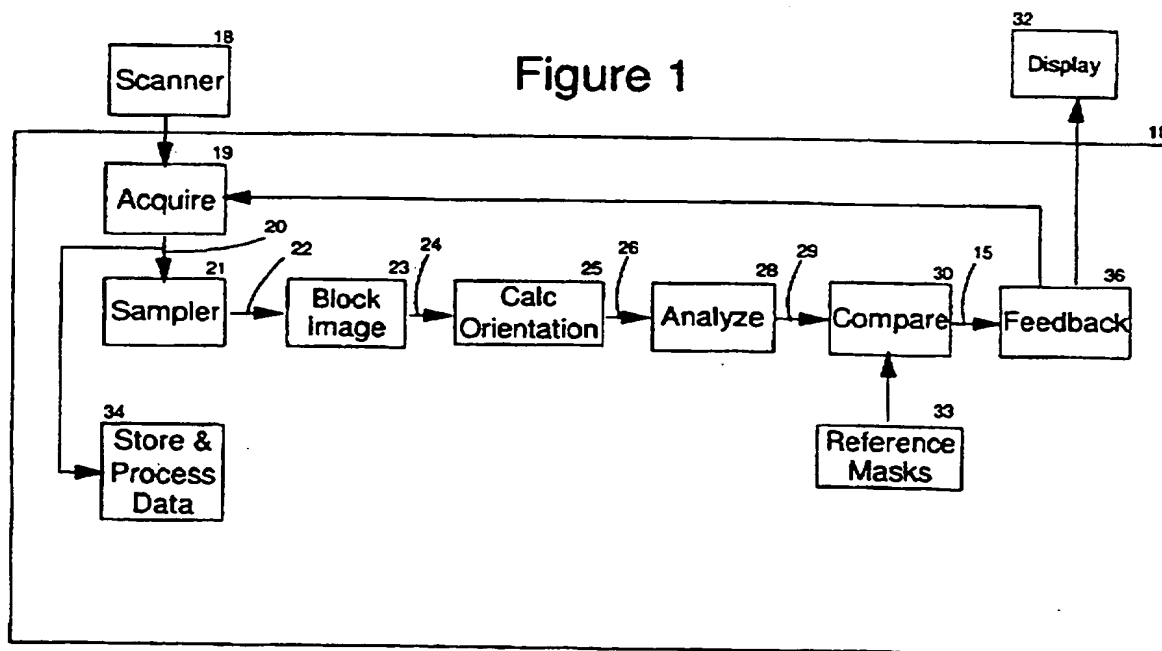 18
Scanner
Figure 1
32
Display
18
19
Acquire
20
21
Sampler
22
23
Block
Image
24
25
Calc
Orientation
26
28
Analyze
29
30
Compare
15
36
Feedback
33
Reference
Masks
34
Store &
Process
Data